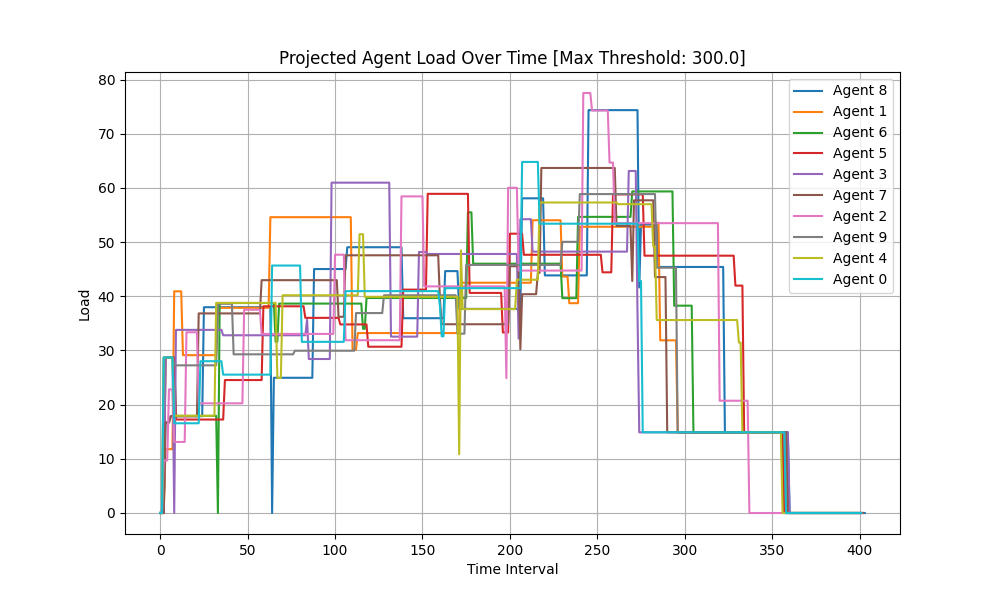 Projected Agent Load Over Time [Max Threshold: 300.0]
Load
80
70
60
50
40
30
20
10
0
0 50 100 150 200 250 300 350 400
Time Interval
Agent 8
Agent 1
Agent 6
Agent 5
Agent 3
Agent 7
Agent 2
Agent 9
Agent 4
Agent 0